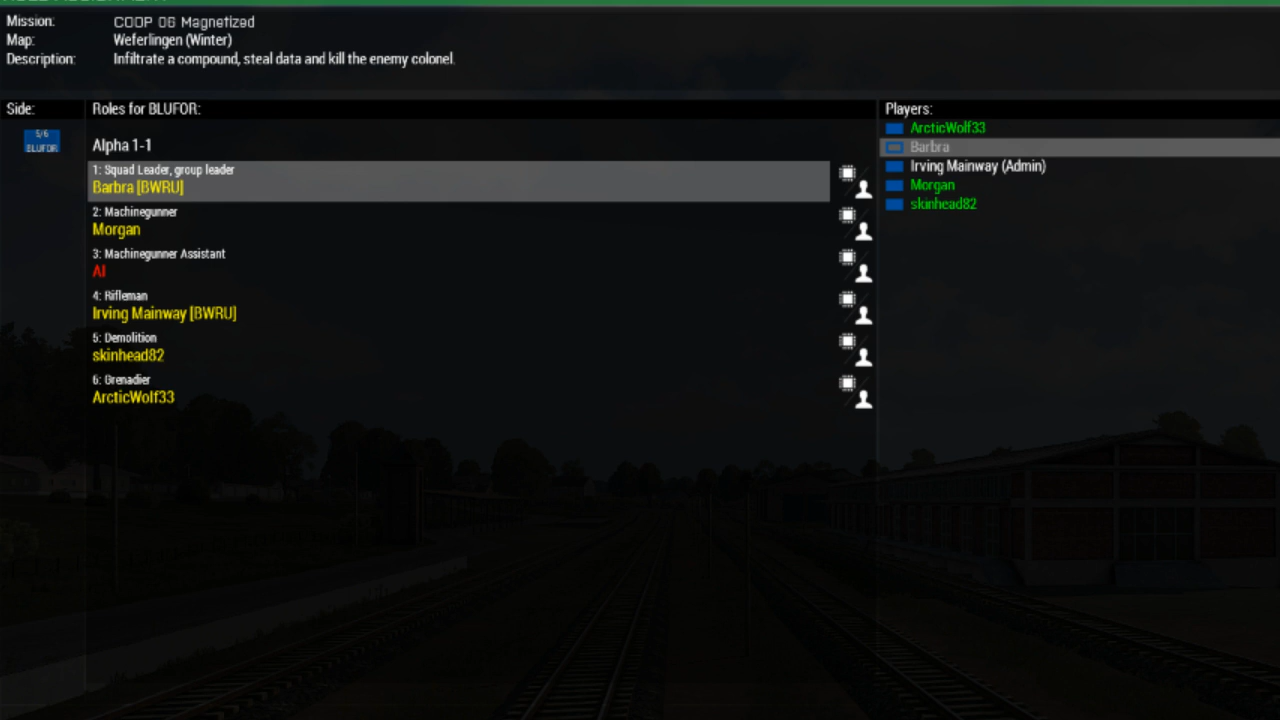 Mission: COOP 06 Magnetized
Map: Weferlingen (Winter)
Description: Infiltrate a compound, steal data and kill the enemy colonel.
Side: Roles for BLUFOR: Players:
5/6
BLUFOR
Alpha 1-1
1: Squad Leader, group leader
Barbra [BWRU]
2: Machinegunner
Morgan
3: Machinegunner Assistant
AI
4: Rifleman
Irving Mainway [BWRU]
5: Demolition
skinhead82
6: Grenadier
ArcticWolf33
ArcticWolf33
Barbra
Irving Mainway (Admin)
Morgan
skinhead82